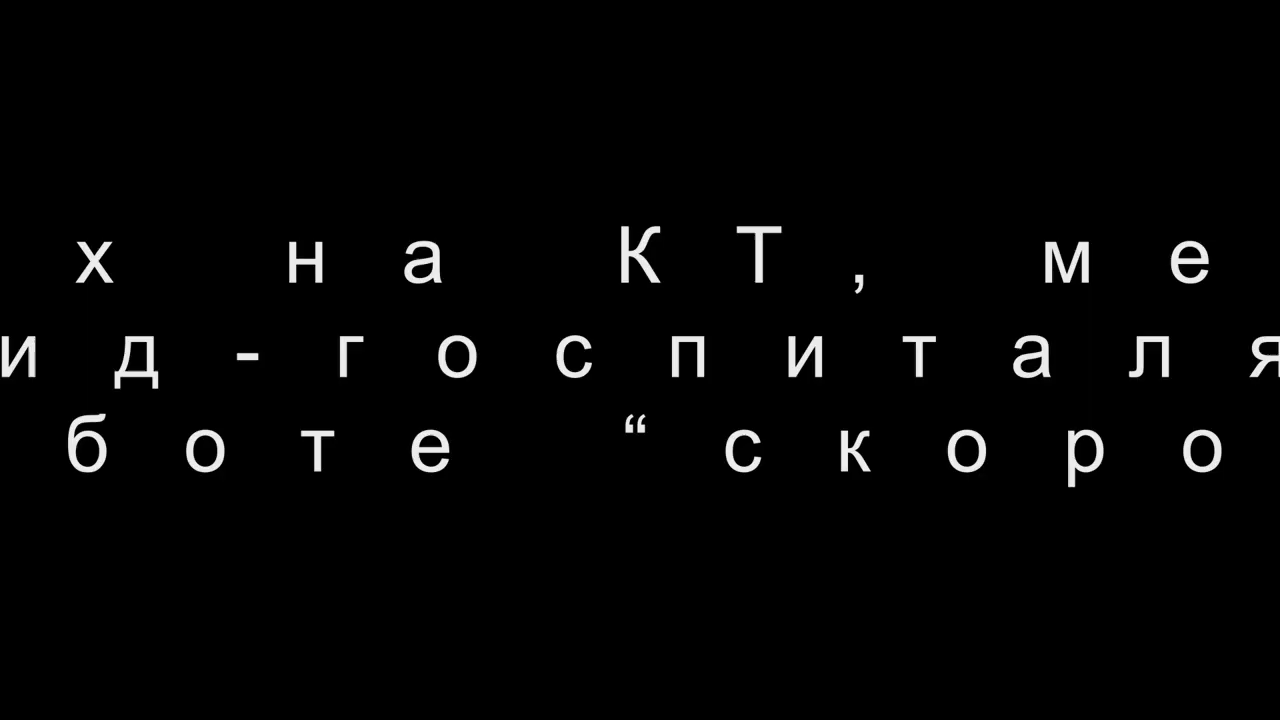 х на КТ, ме
ид-госпиталя
боте “скоро